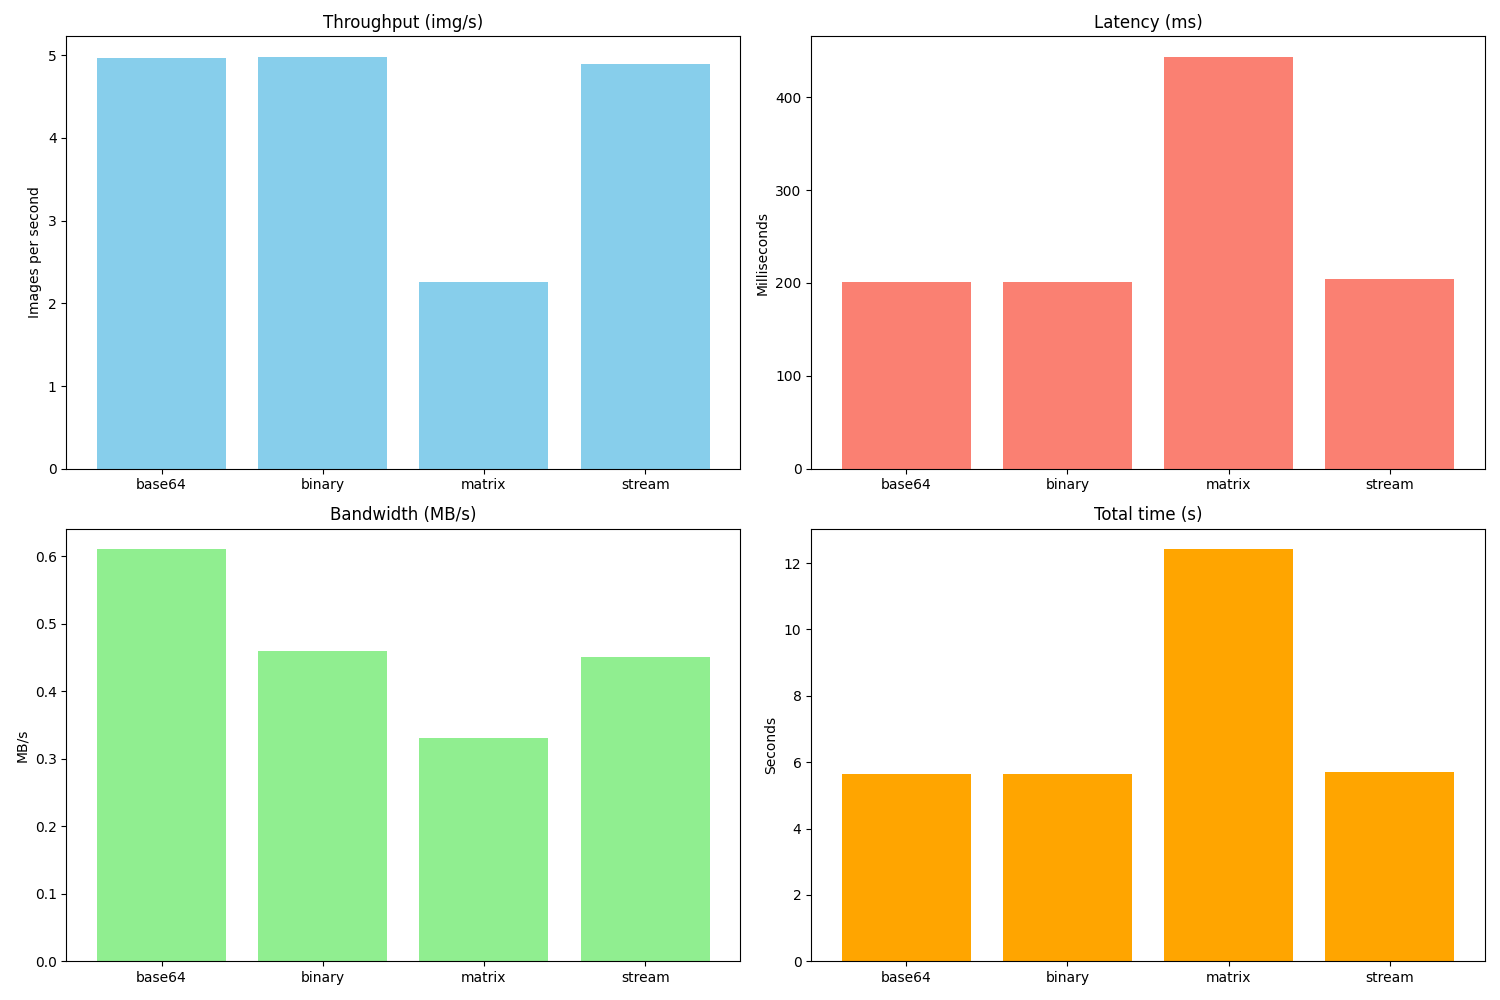 Throughput (img/s)
Images per second
5
4
3
2
1
0
base64 binary matrix stream
Latency (ms)
Milliseconds
400
300
200
100
0
base64 binary matrix stream
Bandwidth (MB/s)
MB/s
0.6
0.5
0.4
0.3
0.2
0.1
0.0
base64 binary matrix stream
Total time (s)
Seconds
12
10
8
6
4
2
0
base64 binary matrix stream